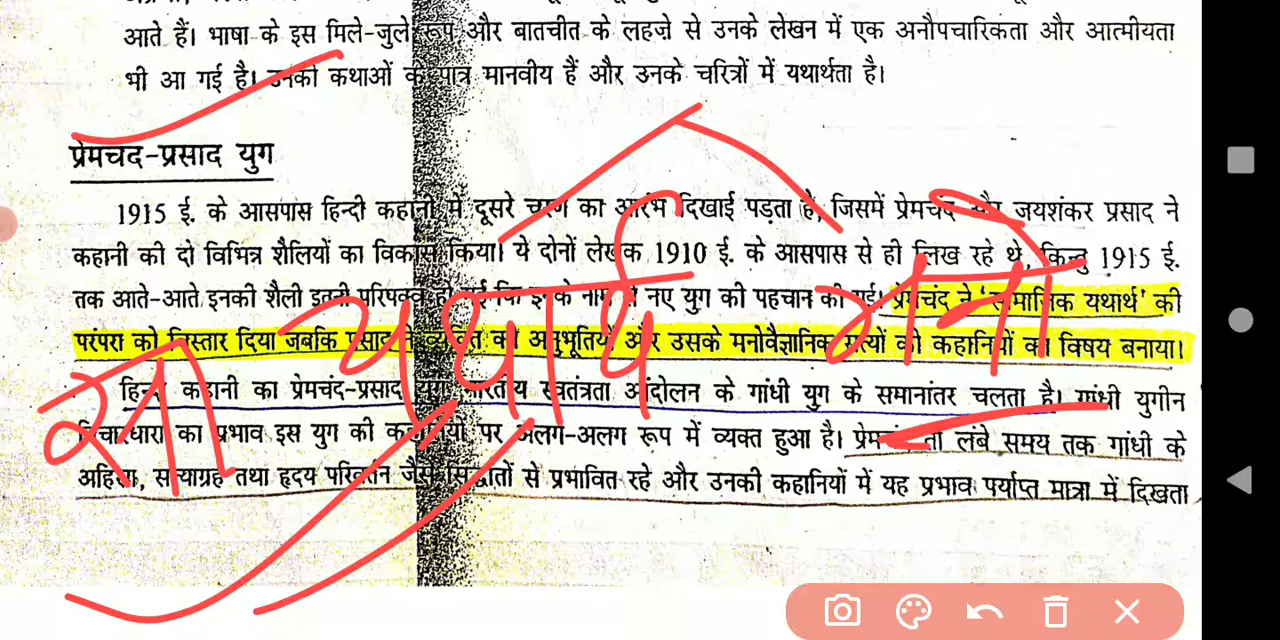 आते हैं। भाषा के इस मिले-जुले रूप और बातचीत के लहज़े से उनके लेखन में एक अनौपचारिकता और आत्मीयता
भी आ गई है। उनकी कथाओं के पात्र मानवीय हैं और उनके चरित्रों में यथार्थता है।
प्रेमचंद-प्रसाद युग
1915 ई. के आसपास हिन्दी कहानी में दूसरे चरण का आरंभ दिखाई पड़ता है, जिसमें प्रेमचंद और जयशंकर प्रसाद ने
कहानी की दो विभिन्न शैलियों का विकास किया। ये दोनों लेखक 1910 ई. के आसपास से ही लिख रहे थे, किन्तु 1915 ई.
तक आते-आते इनकी शैली इतनी परिपक्व हो गई कि इनके नाम से नए युग की पहचान की गई। प्रेमचंद ने 'सामाजिक यथार्थ' की
परंपरा को विस्तार दिया जबकि प्रसाद ने व्यक्ति की अनुभूतियों और उसके मनोवैज्ञानिक सत्यों को कहानियों का विषय बनाया।
हिन्दी कहानी का प्रेमचंद-प्रसाद युग भारतीय स्वतंत्रता आंदोलन के गांधी युग के समानांतर चलता है। गांधी युगीन
विचारधारा का प्रभाव इस युग की कहानियों पर अलग-अलग रूप में व्यक्त हुआ है। प्रेमचंद तो लंबे समय तक गांधी के
अहिंसा, सत्याग्रह तथा हृदय परिवर्तन जैसे सिद्धांतों से प्रभावित रहे और उनकी कहानियों में यह प्रभाव पर्याप्त मात्रा में दिखता
यथार्थ